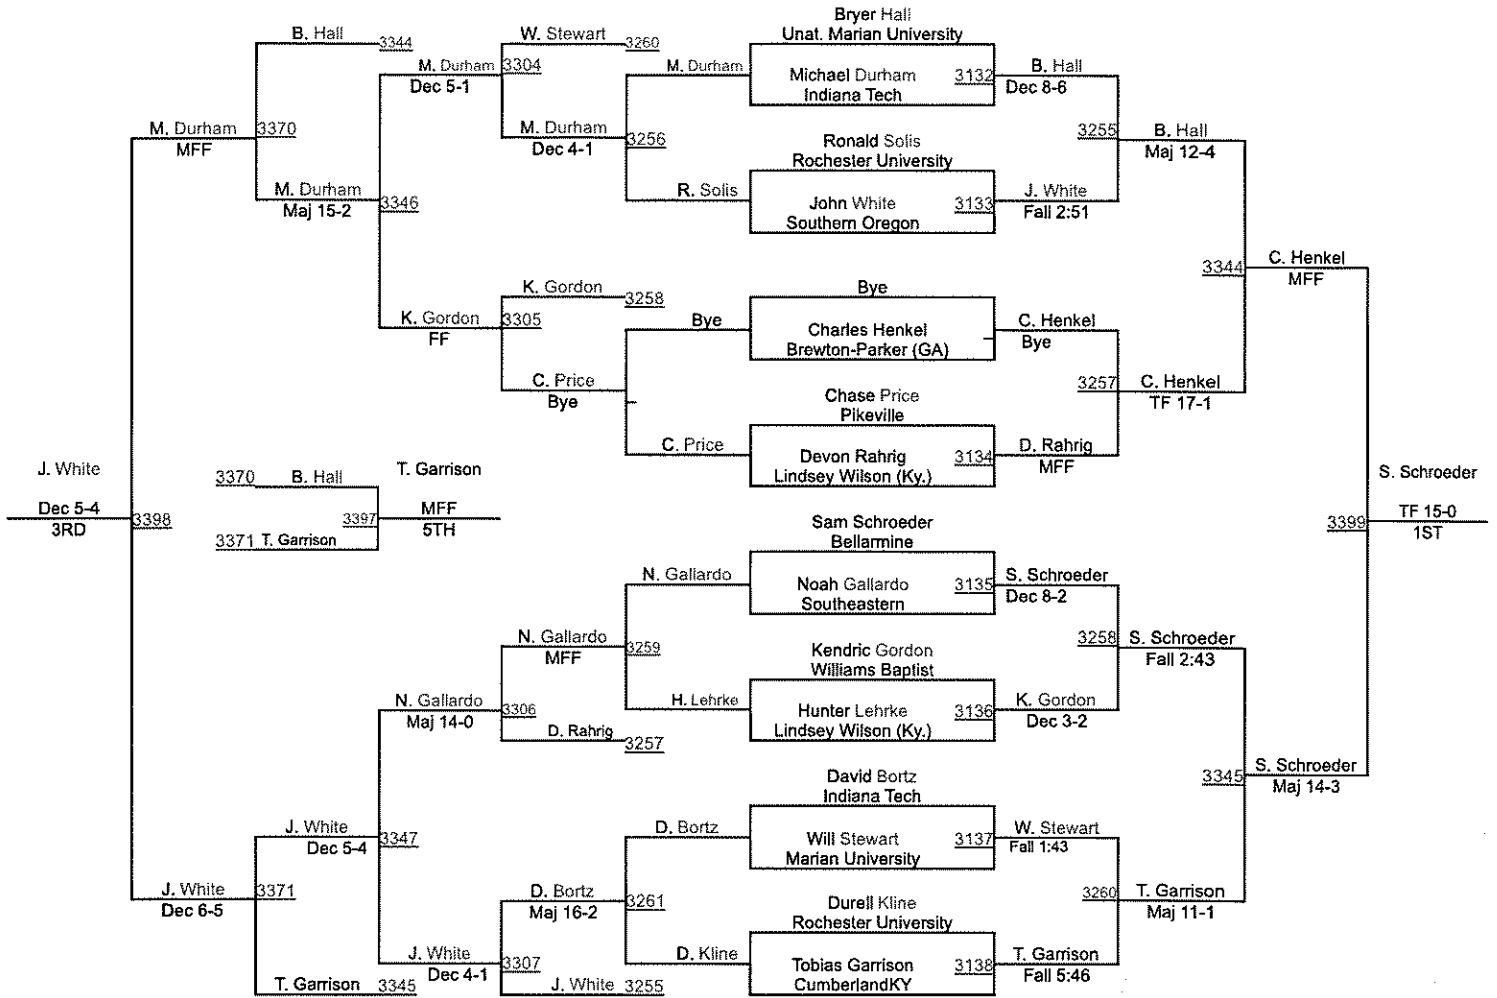 Bryer Hall
Unat. Marian University
B. Hall
3344
W. Stewart
3260
M. Durham
Dec 5-1
3304
M. Durham
Michael Durham
Indiana Tech
3132
B. Hall
Dec 8-6
M. Durham
MFF
3370
M. Durham
Dec 4-1
3256
Ronald Solis
Rochester University
3255
B. Hall
Maj 12-4
M. Durham
Maj 15-2
3346
R. Solis
John White
Southern Oregon
3133
J. White
Fall 2:51
3344
C. Henkel
MFF
K. Gordon
3258
Bye
K. Gordon
FF
3305
Bye
Charles Henkel
Brewton-Parker (GA)
C. Henkel
Bye
C. Price
Bye
Chase Price
Pikeville
3257
C. Henkel
TF 17-1
C. Price
Devon Rahrig
Lindsey Wilson (Ky.)
3134
D. Rahrig
MFF
J. White
Dec 5-4
3RD
3398
3370
B. Hall
3371
T. Garrison
3397
T. Garrison
MFF
5TH
S. Schroeder
TF 15-0
1ST
3399
Sam Schroeder
Bellarmine
N. Gallardo
Noah Gallardo
Southeastern
3135
S. Schroeder
Dec 8-2
N. Gallardo
MFF
3259
Kendric Gordon
Williams Baptist
3258
S. Schroeder
Fall 2:43
N. Gallardo
Maj 14-0
3306
H. Lehrke
Hunter Lehrke
Lindsey Wilson (Ky.)
3136
K. Gordon
Dec 3-2
D. Rahrig
3257
3345
S. Schroeder
Maj 14-3
David Bortz
Indiana Tech
J. White
Dec 5-4
3347
D. Bortz
Will Stewart
Marian University
3137
W. Stewart
Fall 1:43
J. White
Dec 6-5
3371
D. Bortz
Maj 16-2
3261
Durell Kline
Rochester University
3260
T. Garrison
Maj 11-1
J. White
Dec 4-1
3307
D. Kline
Tobias Garrison
CumberlandKY
3138
T. Garrison
Fall 5:46
T. Garrison
3345
J. White
3255